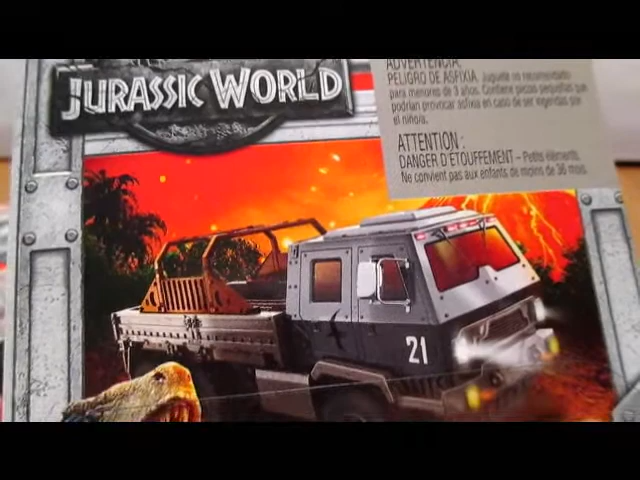 JURASSIC WORLD
ADVERTENCIA:
PELIGRO DE ASFIXIA. Juguete no recomendado
para menores de 3 años. Contiene piezas pequeñas que
podrían provocar asfixia en caso de ser ingeridas por
el niño/a.
ATTENTION :
DANGER D'ÉTOUFFEMENT – Petits éléments.
Ne convient pas aux enfants de moins de 36 mois.
21